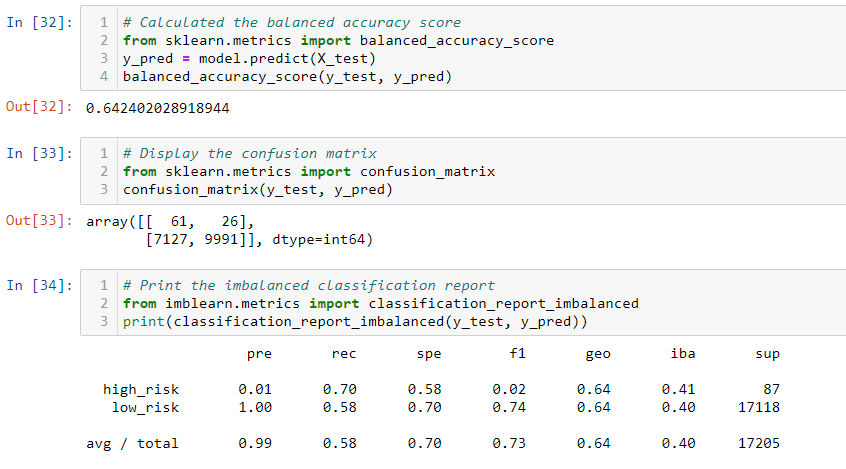 In [32]: 1 # Calculated the balanced accuracy score
2 from sklearn.metrics import balanced_accuracy_score
3 y_pred = model.predict(X_test)
4 balanced_accuracy_score(y_test, y_pred)
Out[32]: 0.642402028918944
In [33]: 1 # Display the confusion matrix
2 from sklearn.metrics import confusion_matrix
3 confusion_matrix(y_test, y_pred)
Out[33]: array([[  61,   26],
       [7127, 9991]], dtype=int64)
In [34]: 1 # Print the imbalanced classification report
2 from imblearn.metrics import classification_report_imbalanced
3 print(classification_report_imbalanced(y_test, y_pred))
pre rec spe f1 geo iba sup
high_risk 0.01 0.70 0.58 0.02 0.64 0.41 87
low_risk 1.00 0.58 0.70 0.74 0.64 0.40 17118
avg / total 0.99 0.58 0.70 0.73 0.64 0.40 17205